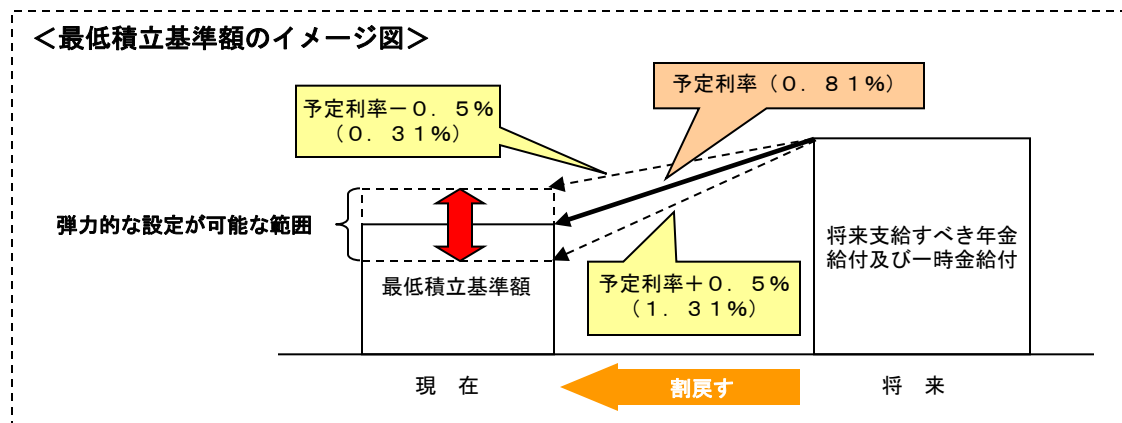 ＜最低積立基準額のイメージ図＞
予定利率（０．８１％）
予定利率－０．５％
（０．３１％）
弾力的な設定が可能な範囲
将来支給すべき年金
給付及び一時金給付
最低積立基準額
予定利率＋０．５％
（１．３１％）
現　在
割戻す
将　来